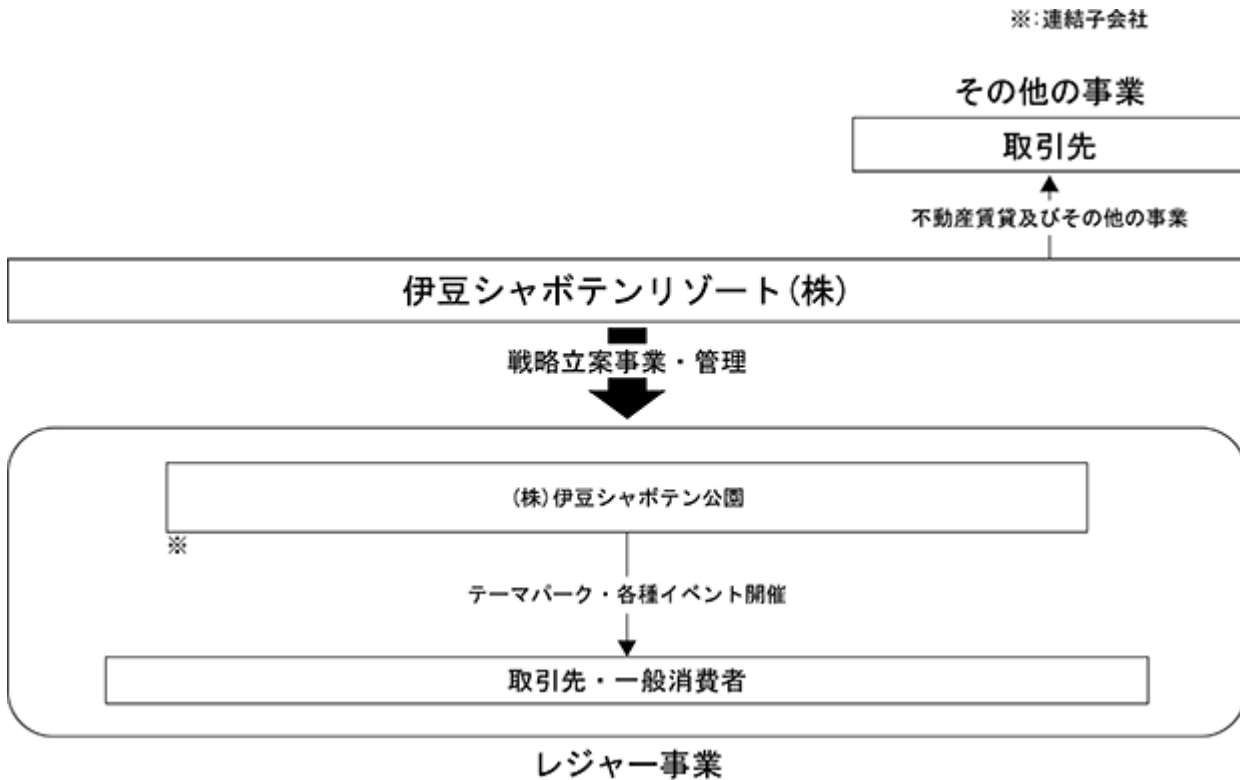 ※:連結子会社
その他の事業
取引先
不動産賃貸及びその他の事業
伊豆シャボテンリゾート(株)
戦略立案事業・管理
(株)伊豆シャボテン公園
※
テーマパーク・各種イベント開催
取引先・一般消費者
レジャー事業